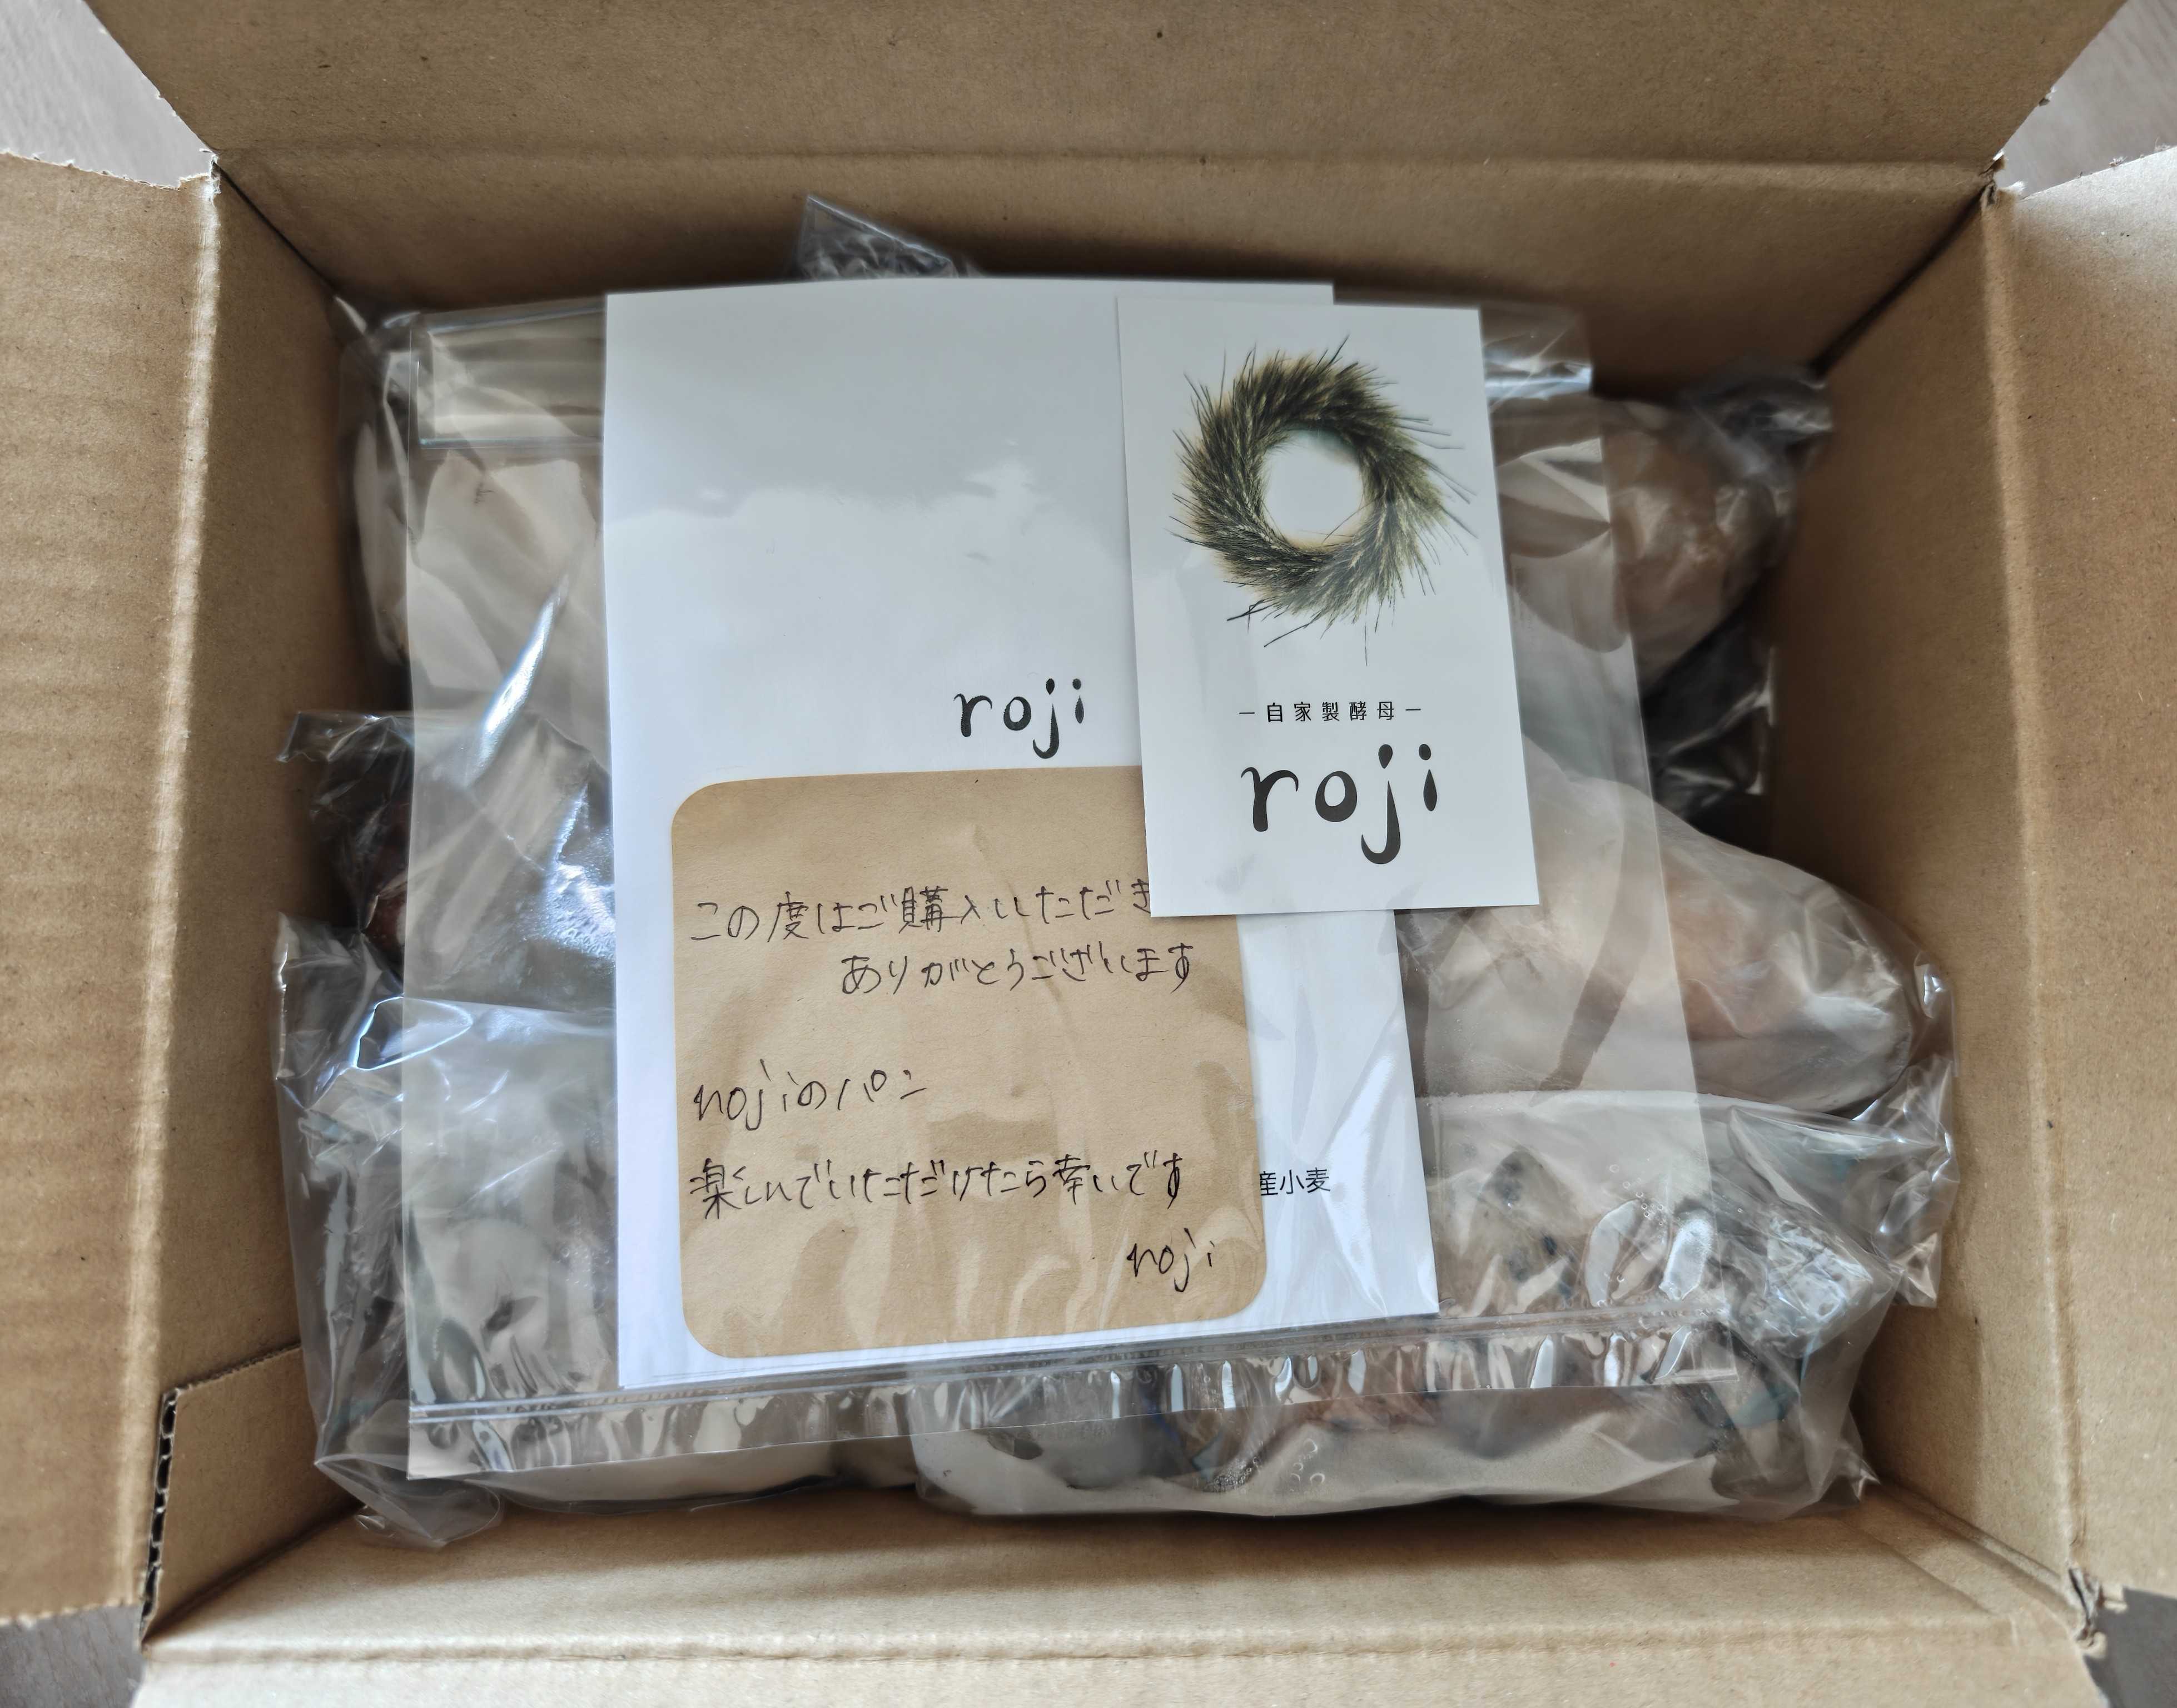 roji
ー自家製酵母ー
roji
この度はご購入いただき
ありがとうございます
rojiのパン
楽しんでいただけたら幸いです
roji
産小麦